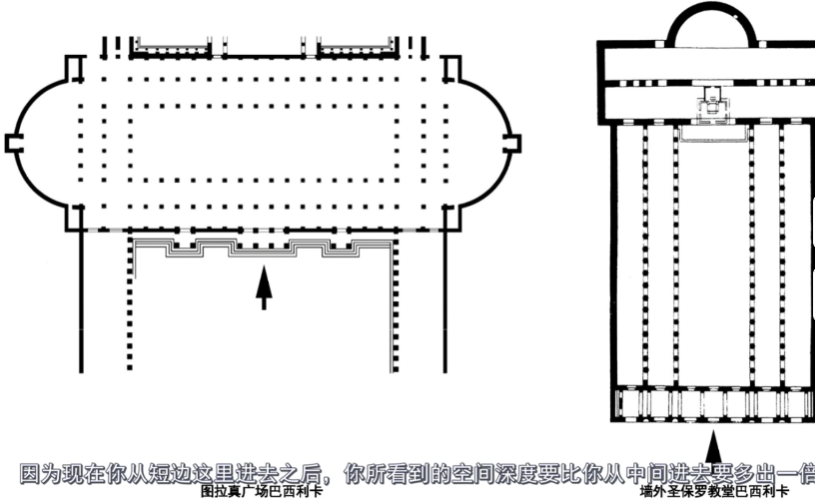 因为现在你从短边这里进去之后，你所看到的空间深度要比你从中间进去要多出一倍
图拉真广场巴西利卡
墙外圣保罗教堂巴西利卡